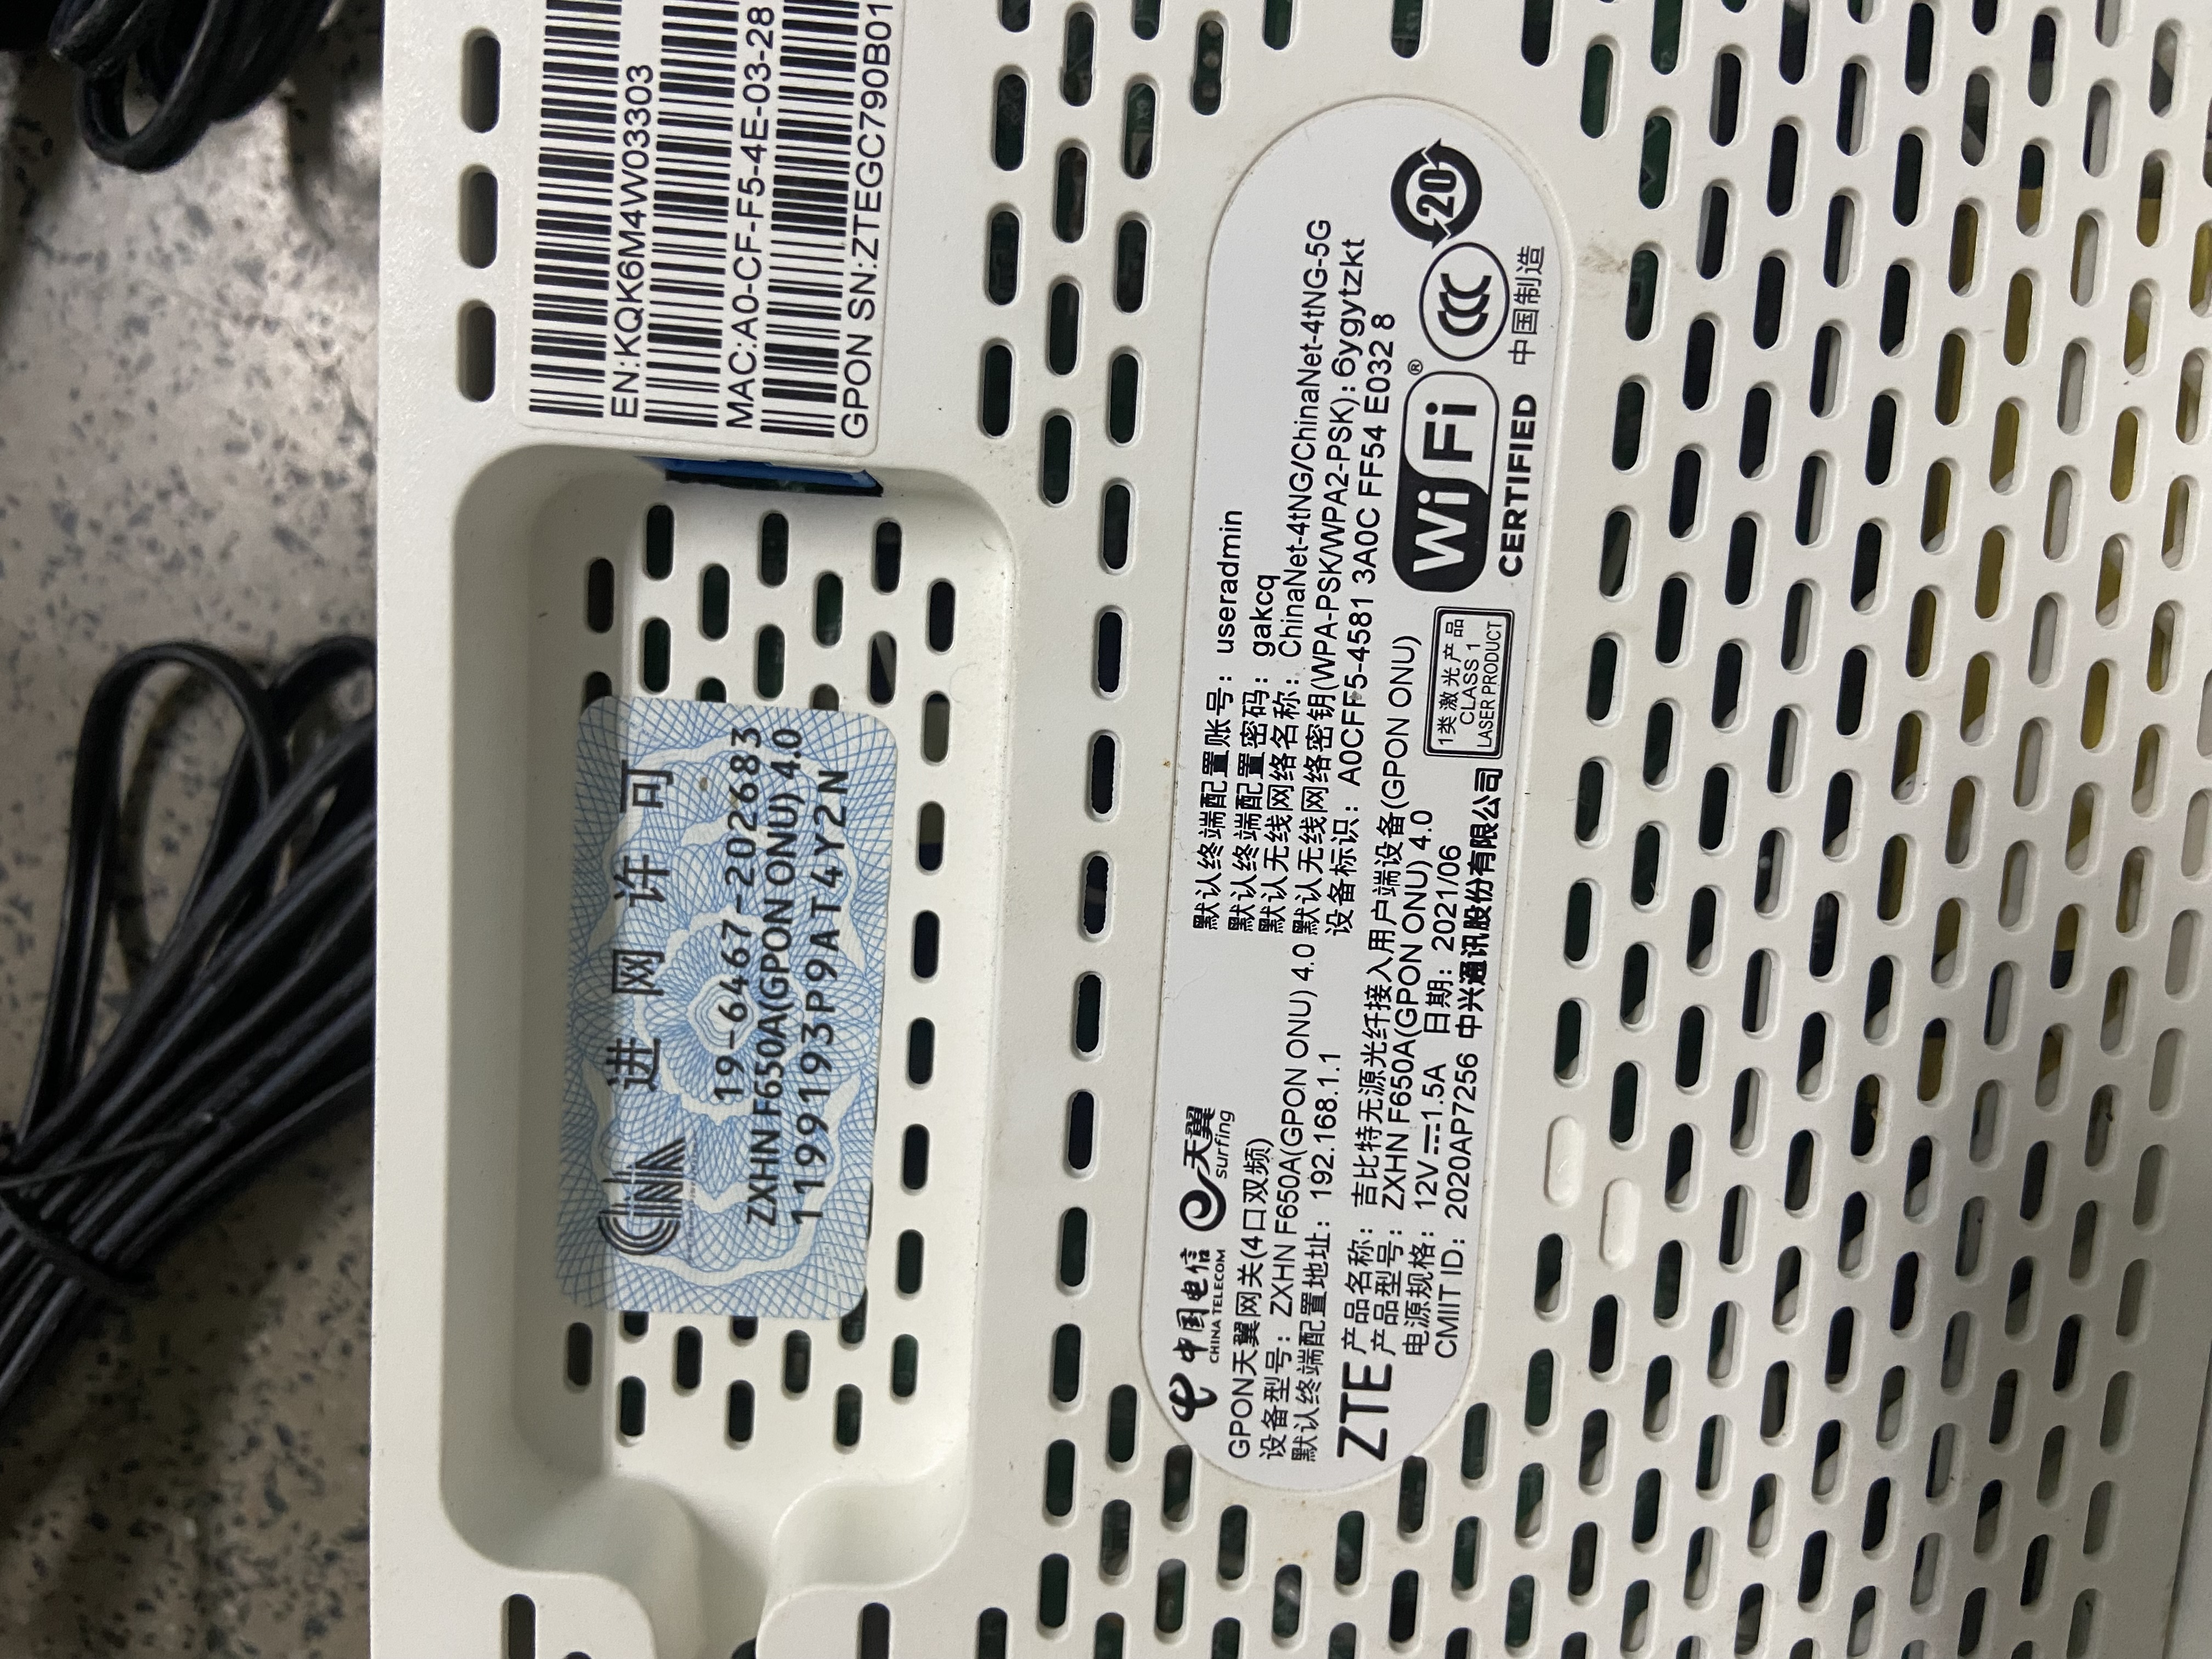 EN:KQK6M4W03303
MAC:A0-CF-F5-4E-03-28
GPON SN:ZTEGC790B01
CNIA 进网许可
19-6467-202683
ZXHN F650A(GPON ONU) 4.0
1199193P9AT4Y2N
中国电信
CHINA TELECOM
天翼
surfing
GPON天翼网关(4口双频)
设备型号：ZXHN F650A(GPON ONU) 4.0
默认终端配置地址：192.168.1.1
默认终端配置账号：useradmin
默认终端配置密码：gakcq
默认无线网络名称：ChinaNet-4tNG/ChinaNet-4tNG-5G
默认无线网络密钥(WPA-PSK/WPA2-PSK)：6ygytzkt
设备标识：A0CFF5-4581 3A0C FF54 E032 8
ZTE
产品名称：吉比特无源光纤接入用户端设备(GPON ONU)
产品型号：ZXHN F650A(GPON ONU) 4.0
电源规格：12V⎓1.5A 日期：2021/06
CMIIT ID：2020AP7256 中兴通讯股份有限公司
1类激光产品
CLASS 1
LASER PRODUCT
WiFi®
CERTIFIED
CCC
20
中国制造